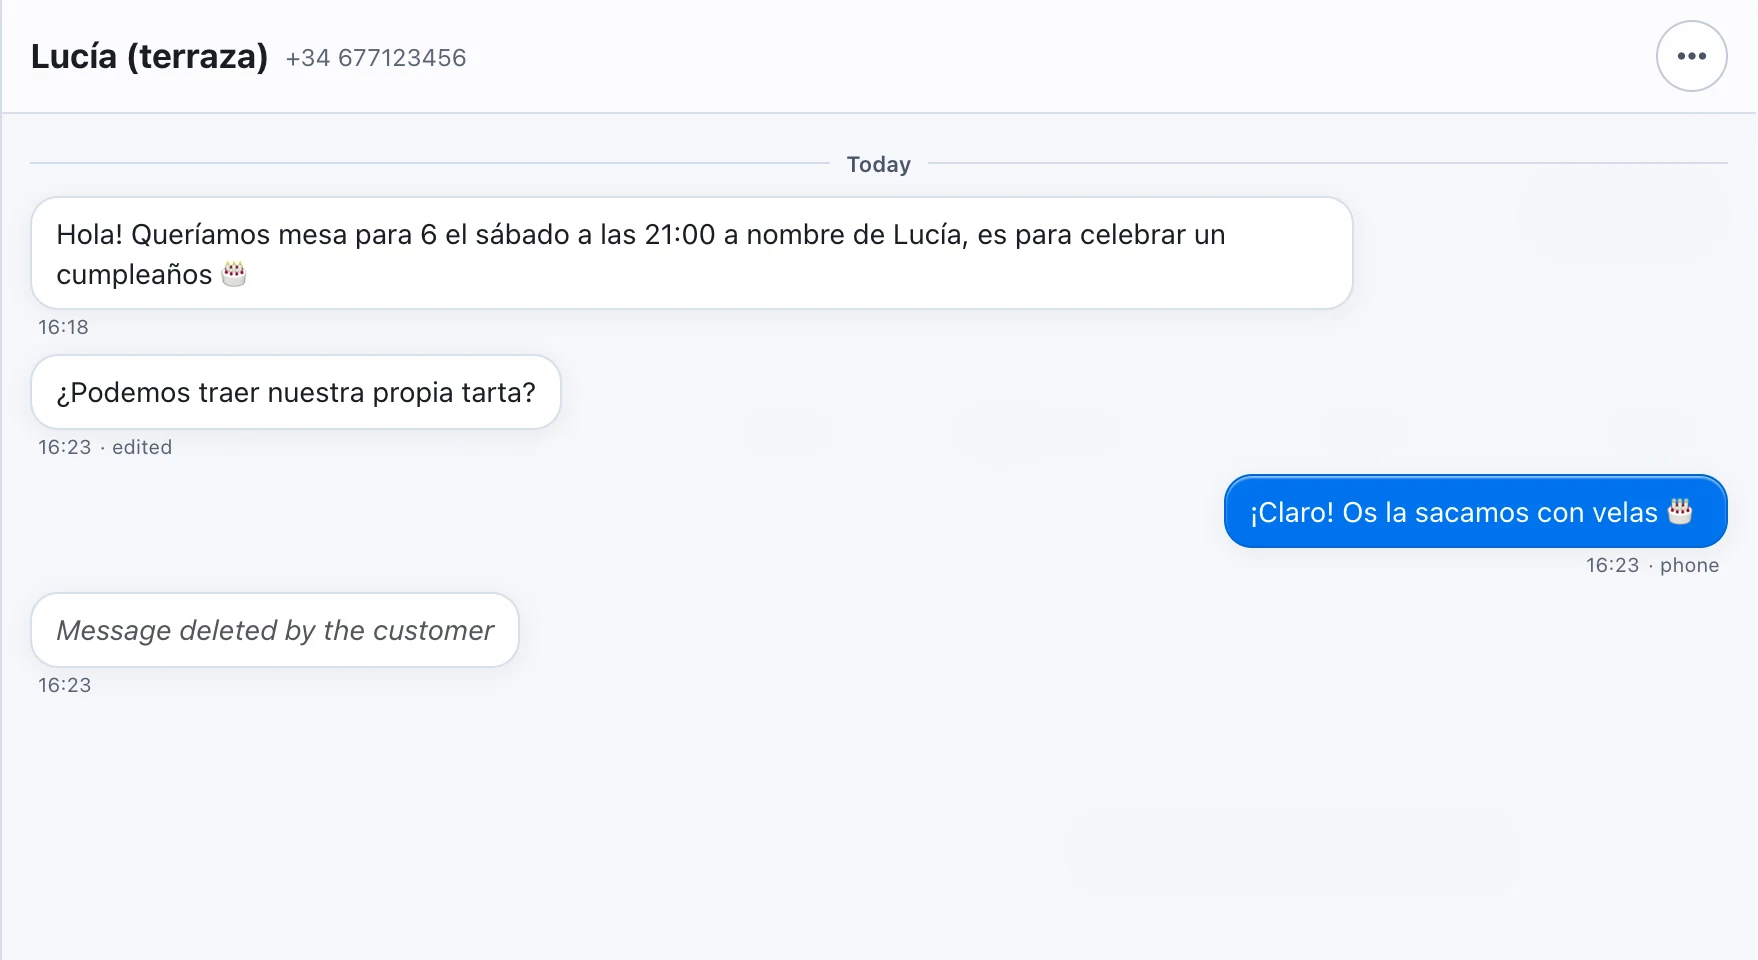 Lucía (terraza) +34 677123456
Today
Hola! Queríamos mesa para 6 el sábado a las 21:00 a nombre de Lucía, es para celebrar un
cumpleaños 🎂
16:18
¿Podemos traer nuestra propia tarta?
16:23 · edited
¡Claro! Os la sacamos con velas 🎂
16:23 · phone
Message deleted by the customer
16:23